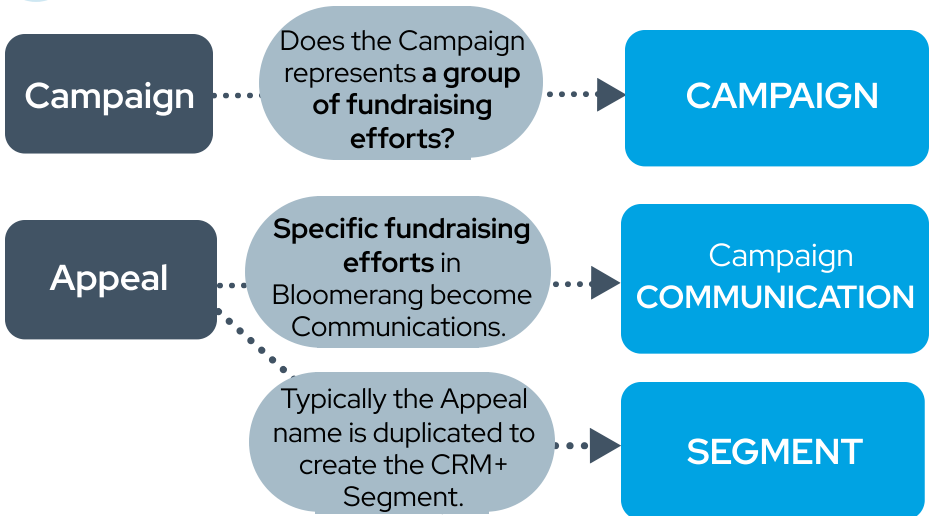 Campaign
Does the Campaign
represents a group
of fundraising
efforts?
CAMPAIGN
Appeal
Specific fundraising
efforts in
Bloomerang become
Communications.
Campaign
COMMUNICATION
Typically the Appeal
name is duplicated to
create the CRM+
Segment.
SEGMENT